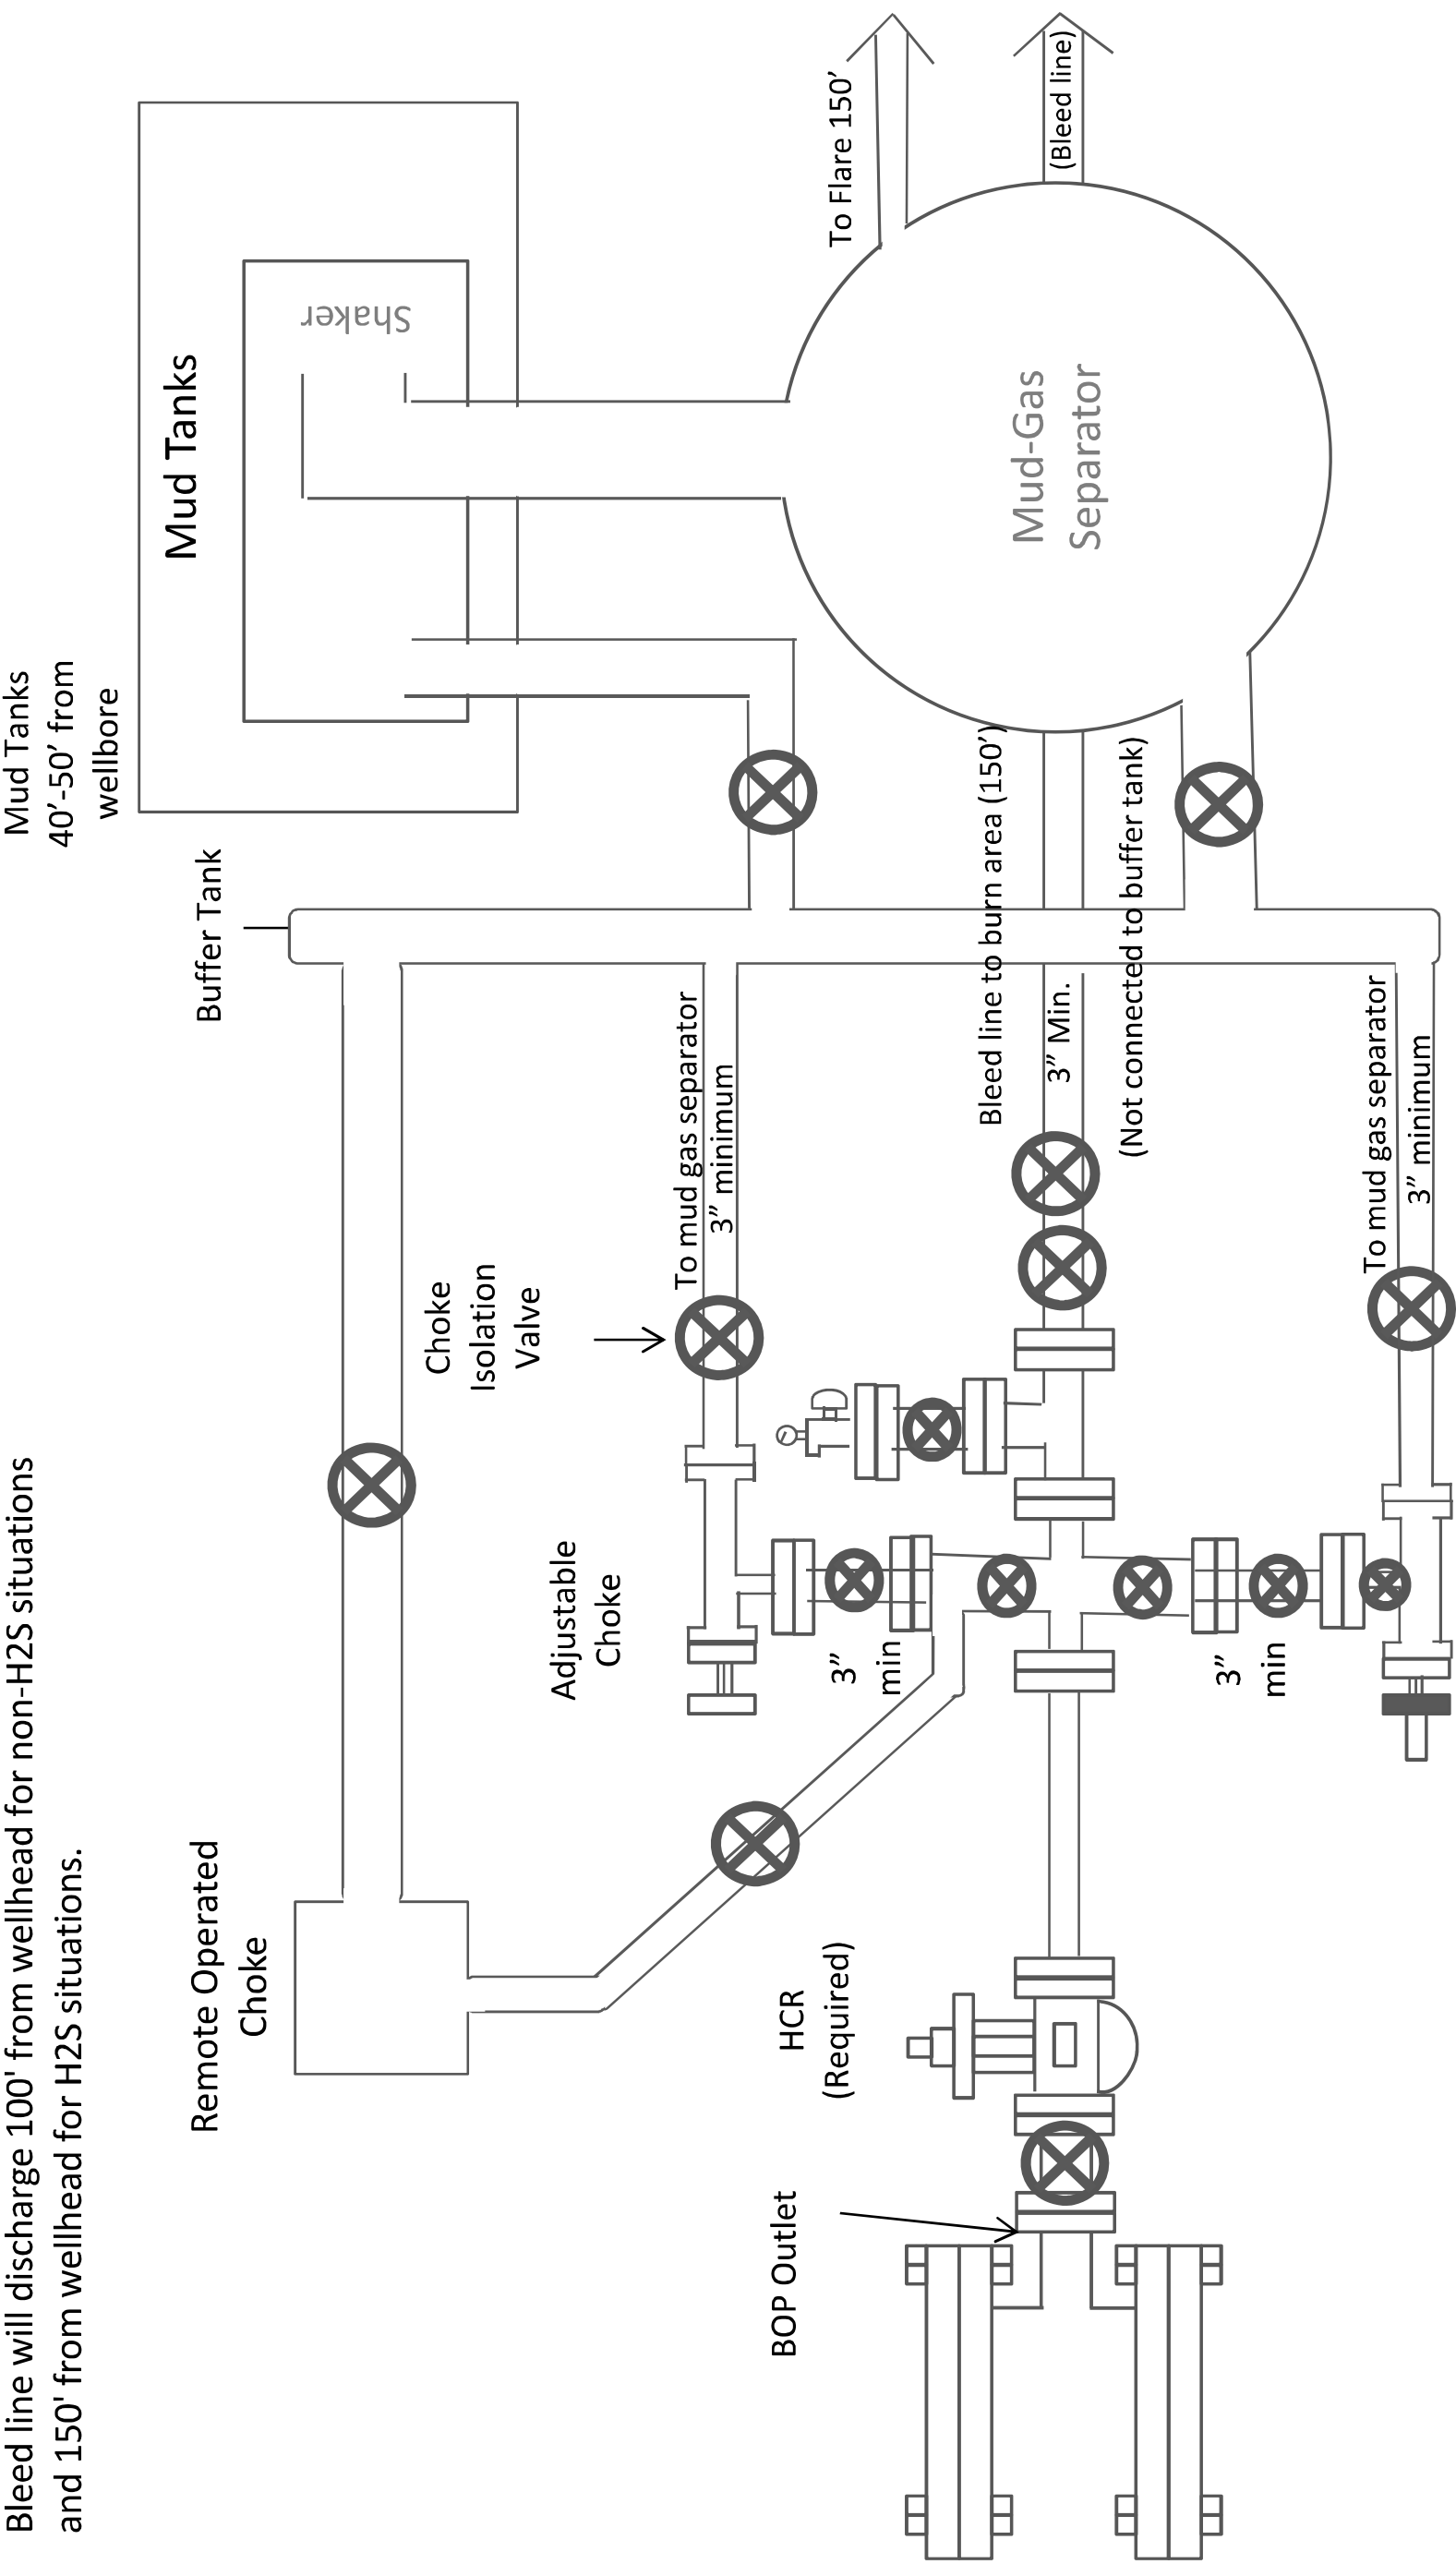 Bleed line will discharge 100' from wellhead for non-H2S situations
and 150' from wellhead for H2S situations.
Mud Tanks
40’-50’ from
wellbore
Mud Tanks
Shaker
Buffer Tank
Remote Operated
Choke
Choke
Isolation
Valve
Adjustable
Choke
To mud gas separator
3” minimum
To Flare 150’
(Bleed line)
Mud-Gas
Separator
Bleed line to burn area (150’)
3” Min.
(Not connected to buffer tank)
3”
min
HCR
(Required)
BOP Outlet
3”
min
To mud gas separator
3” minimum